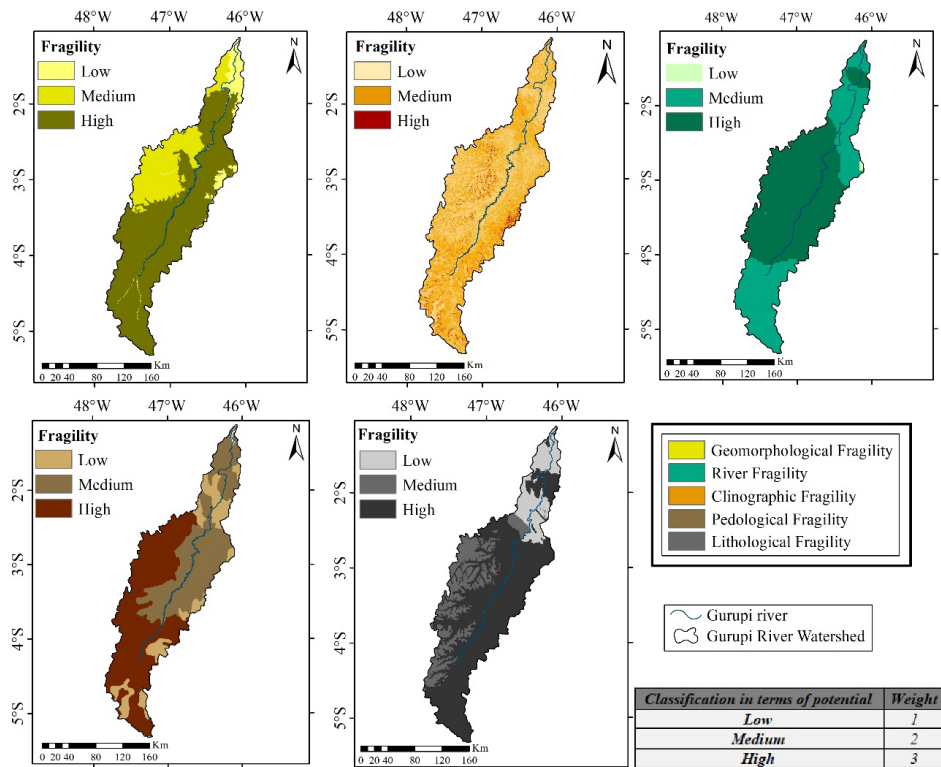 48°W 47°W 46°W
Fragility
Low
Medium
High
N
2°S
3°S
4°S
5°S
0 20 40 80 120 160 Km
Fragility
Low
Medium
High
N
2°S
3°S
4°S
5°S
0 20 40 80 120 160 Km
48°W 47°W 46°W
Fragility
Low
Medium
High
N
2°S
3°S
4°S
5°S
0 20 40 80 120 160 Km
48°W 47°W 46°W
48°W 47°W 46°W
Fragility
Low
Medium
High
N
2°S
3°S
4°S
5°S
0 20 40 80 120 160 Km
48°W 47°W 46°W
Fragility
Low
Medium
High
N
2°S
3°S
4°S
5°S
0 20 40 80 120 160 Km
Geomorphological Fragility
River Fragility
Clinographic Fragility
Pedological Fragility
Lithological Fragility
Gurupi river
Gurupi River Watershed
Classification in terms of potential Weight
Low 1
Medium 2
High 3